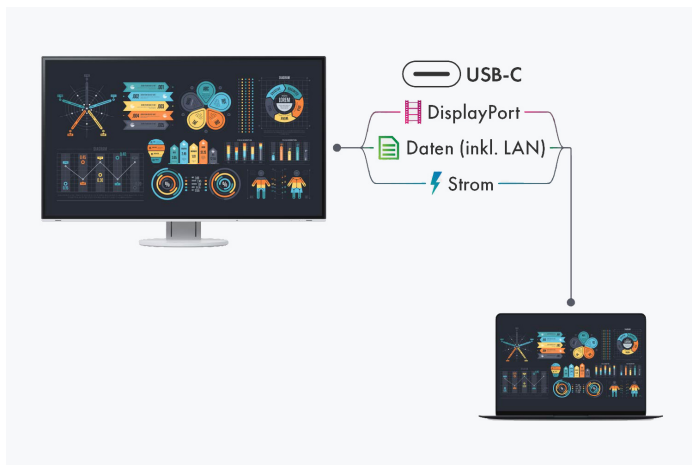 USB-C
DisplayPort
Daten (inkl. LAN)
Strom